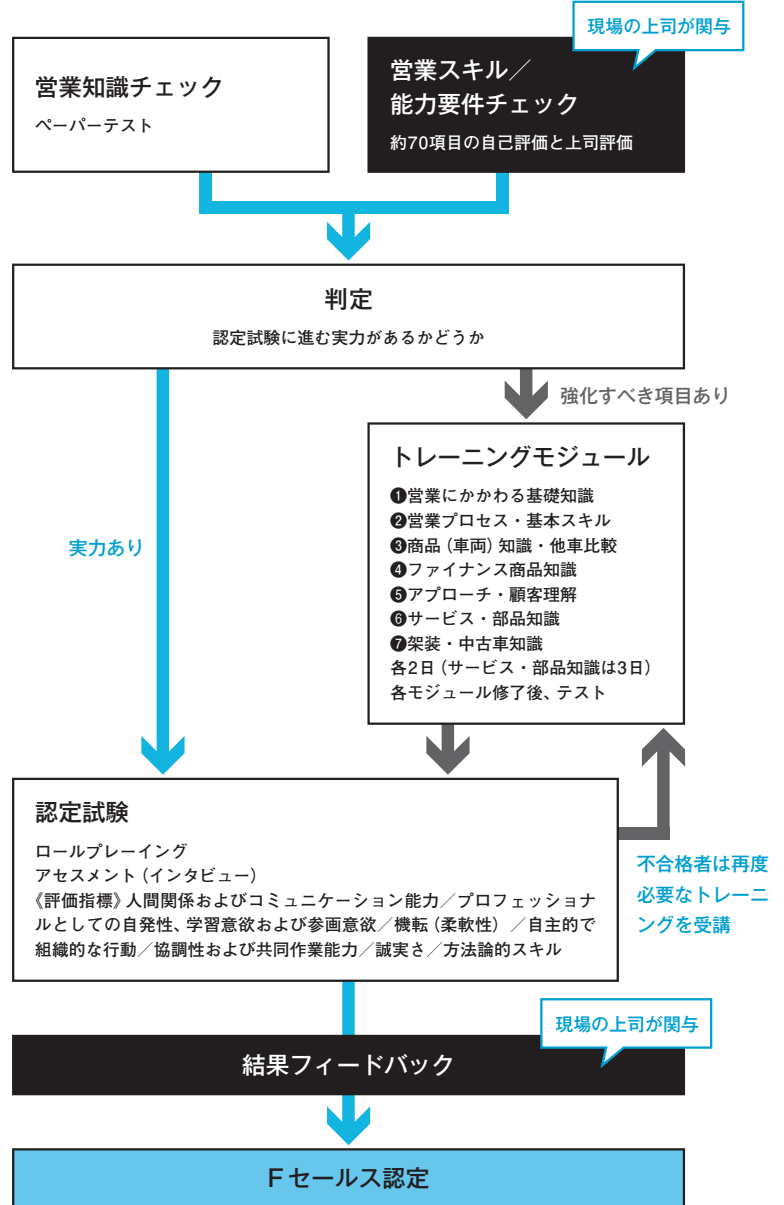 現場の上司が関与
営業知識チェック
ペーパーテスト
営業スキル／
能力要件チェック
約70項目の自己評価と上司評価
判定
認定試験に進む実力があるかどうか
強化すべき項目あり
実力あり
トレーニングモジュール
❶営業にかかわる基礎知識
❷営業プロセス・基本スキル
❸商品（車両）知識・他車比較
❹ファイナンス商品知識
❺アプローチ・顧客理解
❻サービス・部品知識
❼架装・中古車知識
各2日（サービス・部品知識は3日）
各モジュール修了後、テスト
認定試験
ロールプレーイング
アセスメント（インタビュー）
《評価指標》人間関係およびコミュニケーション能力／プロフェッショナ
ルとしての自発性、学習意欲および参画意欲／機転（柔軟性）／自主的で
組織的な行動／協調性および共同作業能力／誠実さ／方法論的スキル
不合格者は再度
必要なトレーニ
ングを受講
現場の上司が関与
結果フィードバック
Fセールス認定